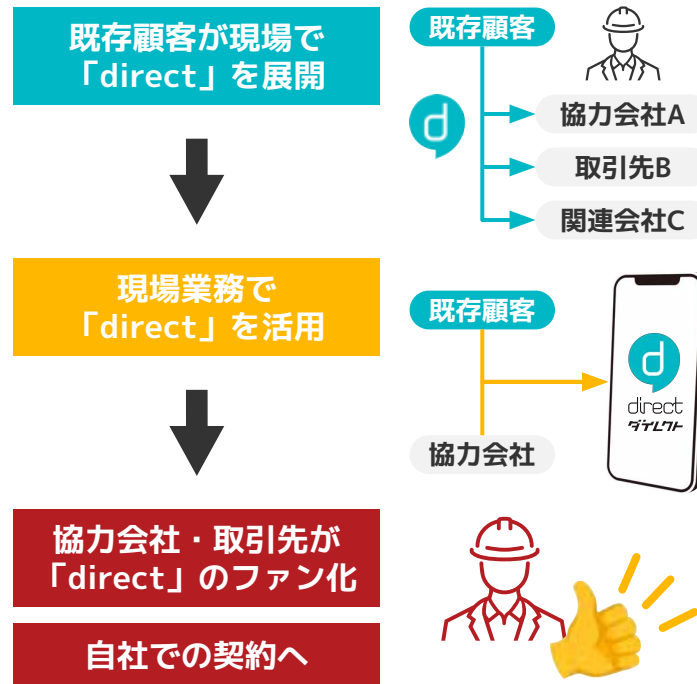 既存顧客が現場で
「direct」を展開
既存顧客
d
協力会社A
取引先B
関連会社C
現場業務で
「direct」を活用
既存顧客
協力会社
d
direct
ダイレクト
協力会社・取引先が
「direct」のファン化
自社での契約へ